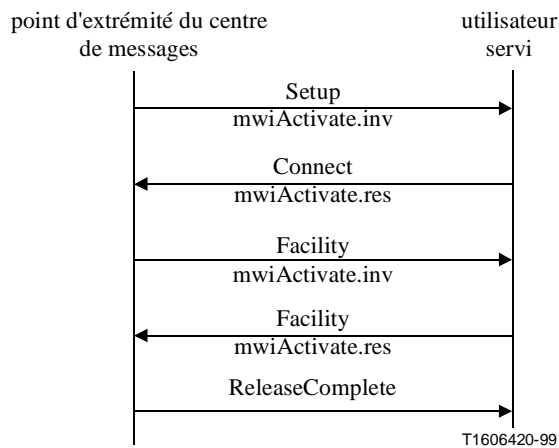 point d'extrémité du centre
de messages
utilisateur
servi
Setup
mwiActivate.inv
Connect
mwiActivate.res
Facility
mwiActivate.inv
Facility
mwiActivate.res
ReleaseComplete
T1606420-99